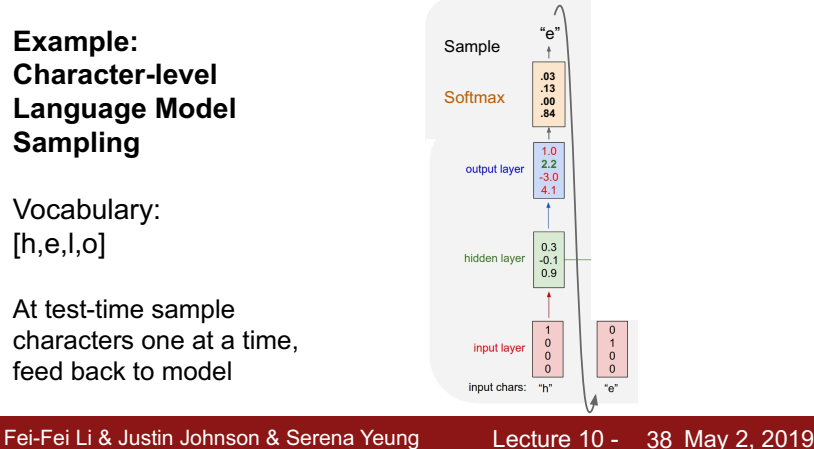 Example:
Character-level
Language Model
Sampling
Vocabulary:
[h,e,l,o]
At test-time sample
characters one at a time,
feed back to model
Sample
“e”
Softmax
.03
.13
.00
.84
output layer
1.0
2.2
-3.0
4.1
hidden layer
0.3
-0.1
0.9
input layer
1
0
0
0
0
1
0
0
input chars: “h” “e”
Fei-Fei Li & Justin Johnson & Serena Yeung Lecture 10 - 38 May 2, 2019